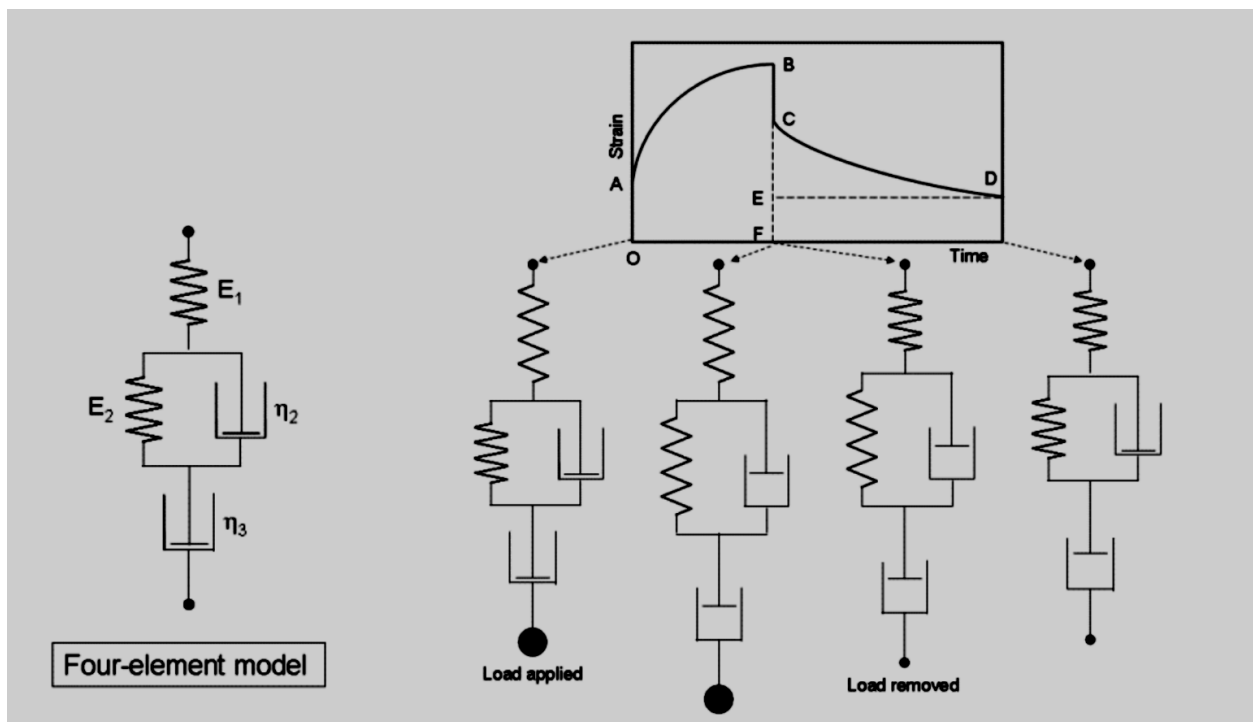 B
Strain
C
A
D
E
F
O
Time
E₁
E₂
η₂
η₃
Four-element model
Load applied
Load removed